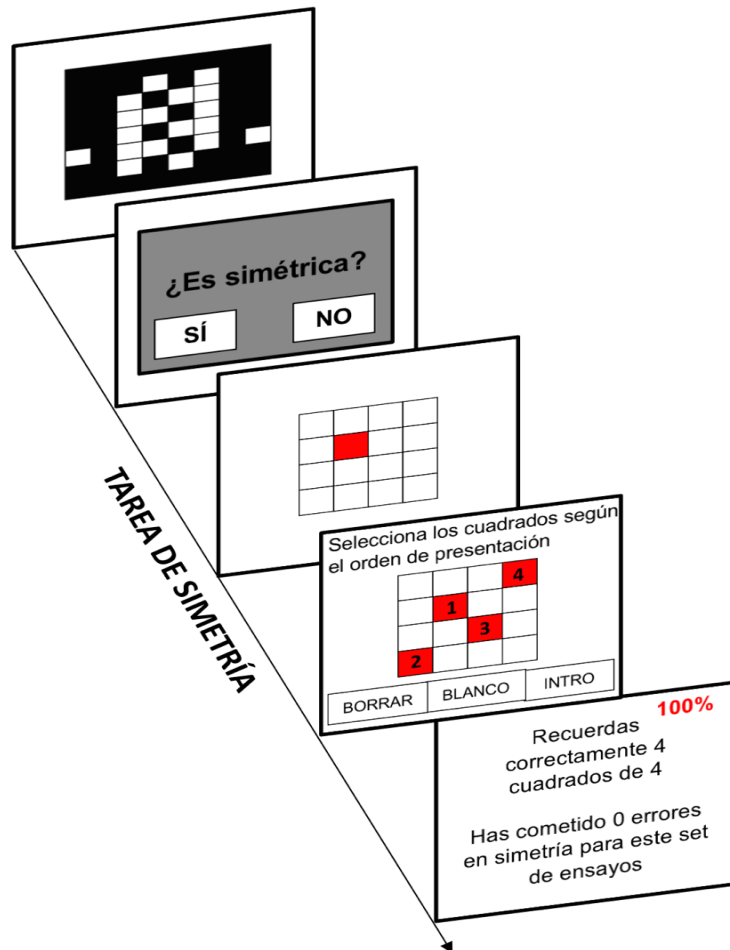 ¿Es simétrica?
SÍ
NO
TAREA DE SIMETRÍA
Selecciona los cuadrados según
el orden de presentación
4
1
3
2
BORRAR
BLANCO
INTRO
100%
Recuerdas
correctamente 4
cuadrados de 4
Has cometido 0 errores
en simetría para este set
de ensayos